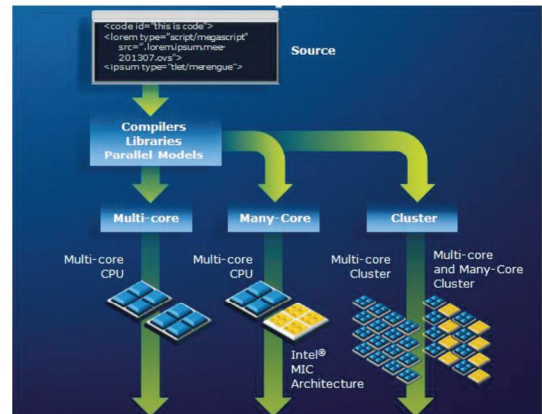 <code id="this is code">
<lorem type="script/megascript"
src=".lorem.ipsum.mee-
201307.ovs">
<ipsum type="tlet/merengue">
Source
Compilers
Libraries
Parallel Models
Multi-core
Many-Core
Cluster
Multi-core
CPU
Multi-core
CPU
Multi-core
Cluster
Multi-core
and Many-Core
Cluster
Intel®
MIC
Architecture